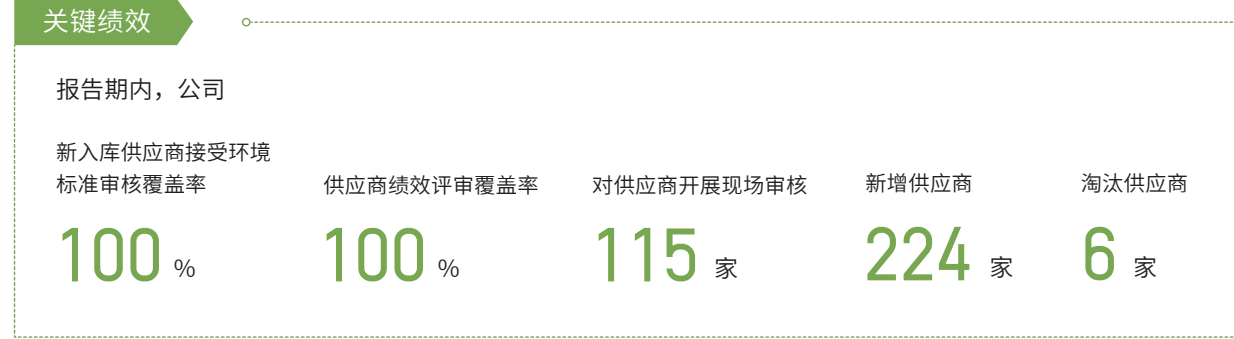 关键绩效
报告期内，公司
新入库供应商接受环境
标准审核覆盖率
100 %
供应商绩效评审覆盖率
100 %
对供应商开展现场审核
115 家
新增供应商
224 家
淘汰供应商
6 家